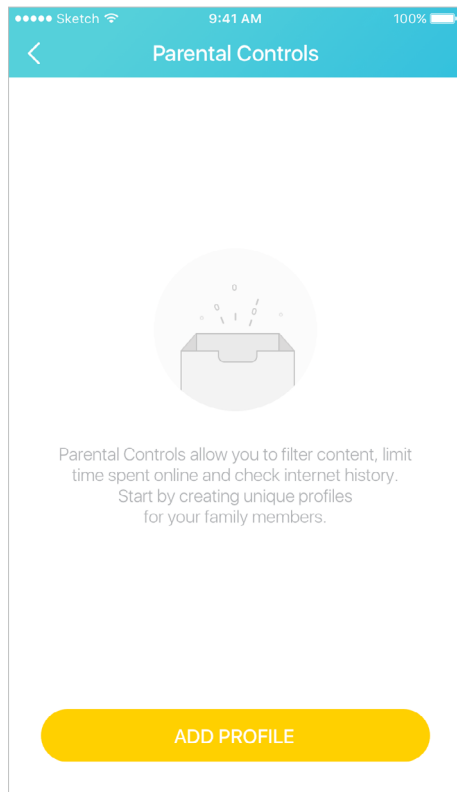 Sketch 9:41 AM 100%
Parental Controls
Parental Controls allow you to filter content, limit
time spent online and check internet history.
Start by creating unique profiles
for your family members.
ADD PROFILE